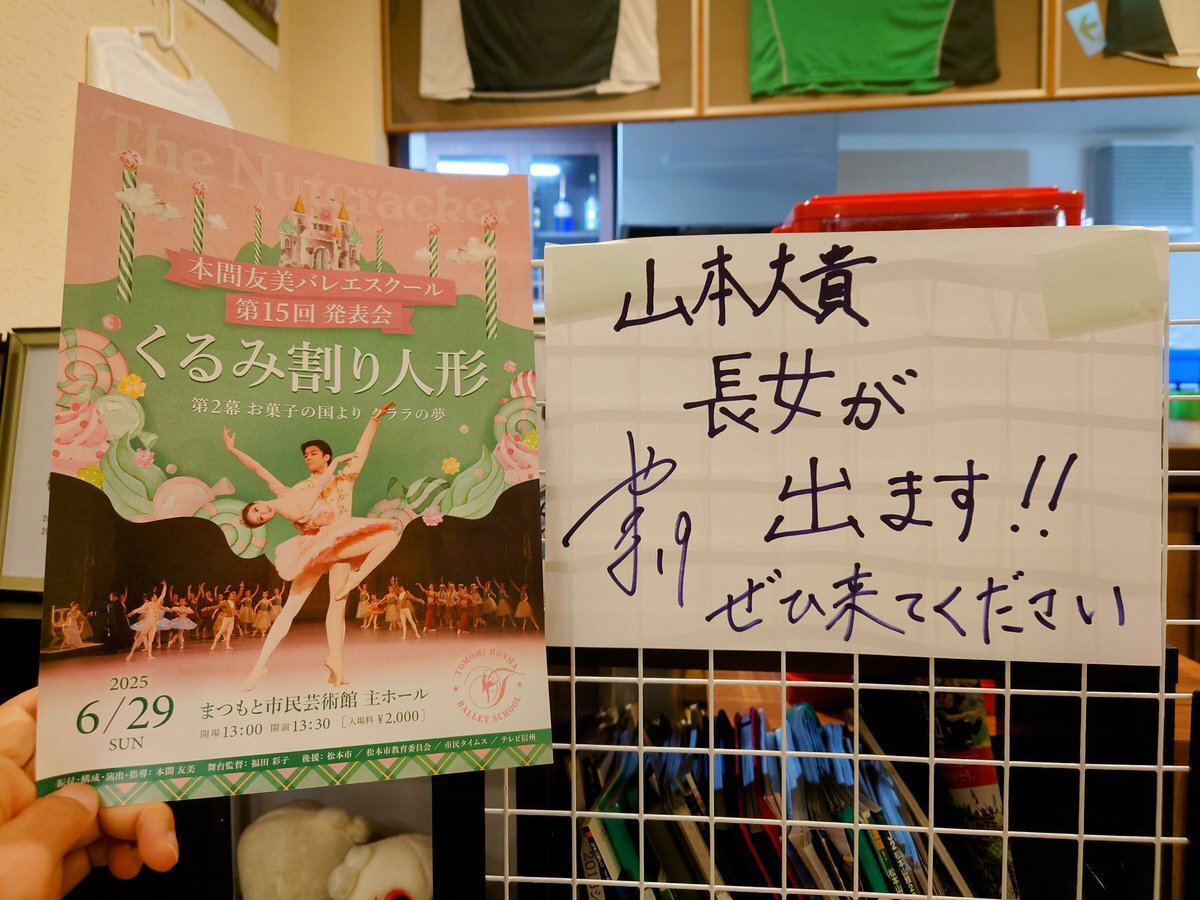 The Nutcracker
本間友美バレエスクール
第15回 発表会
くるみ割り人形
第2幕 お菓子の国より クララの夢
2025
6/29
SUN
まつもと市民芸術館 主ホール
開場 13:00 開演 13:30 [入場料 ¥2,000]
TOMOMI HONMA
BALLET SCHOOL
振付・構成・演出・指導:本間 友美 舞台監督:福田 彩子 後援:松本市／松本市教育委員会／市民タイムス／テレビ信州
山本大貴
長女が
出ます!!
ぜひ来てください
19